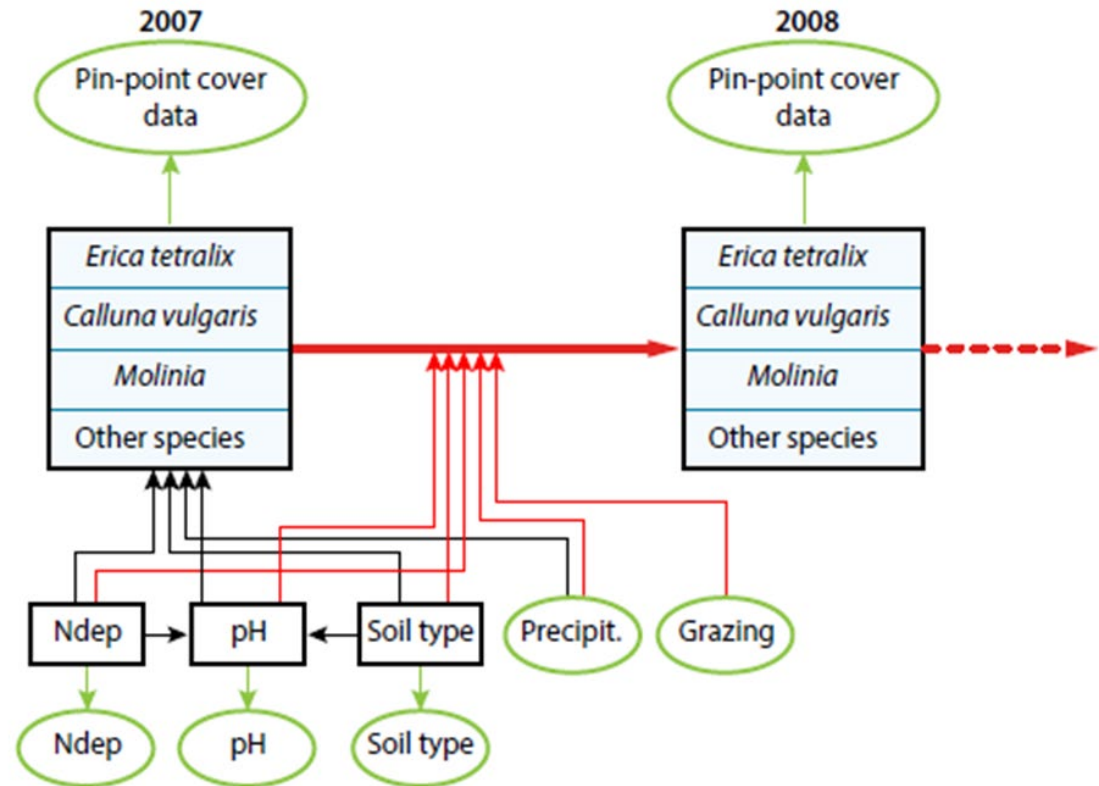 2007
2008
Pin-point cover
data
Pin-point cover
data
Erica tetralix
Calluna vulgaris
Molinia
Other species
Erica tetralix
Calluna vulgaris
Molinia
Other species
Ndep
pH
Soil type
Precipit.
Grazing
Ndep
pH
Soil type